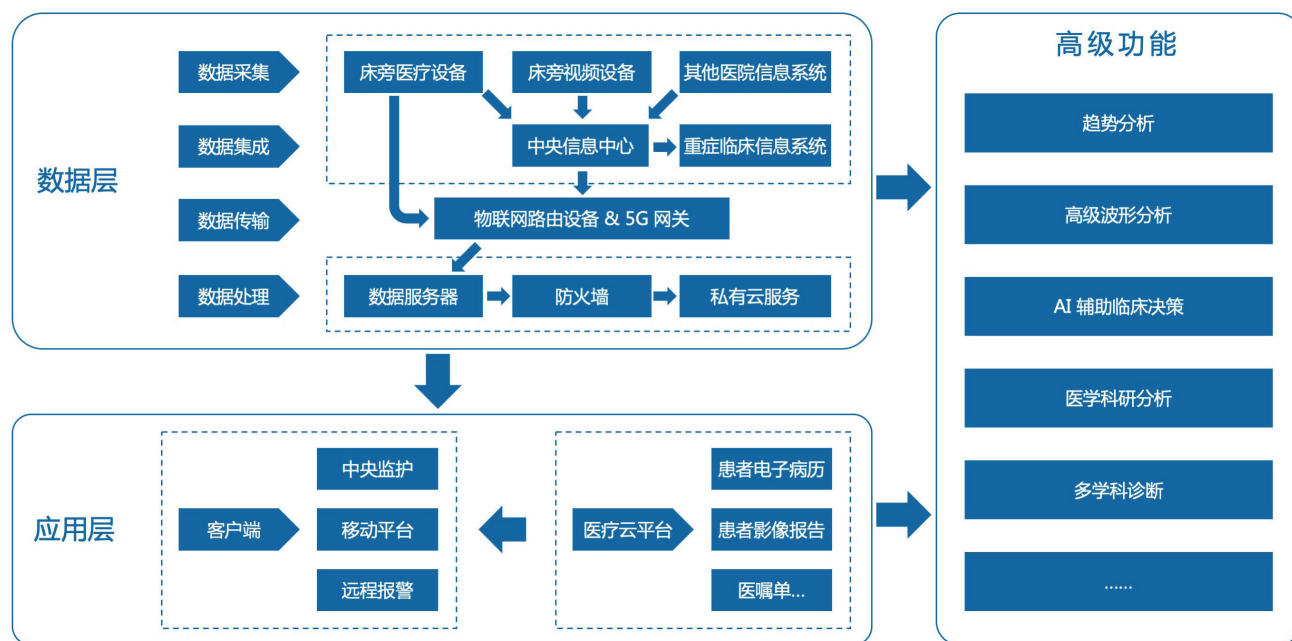 数据层
数据采集
床旁医疗设备
床旁视频设备
其他医院信息系统
数据集成
中央信息中心
重症临床信息系统
数据传输
物联网路由设备 & 5G 网关
数据处理
数据服务器
防火墙
私有云服务
应用层
客户端
中央监护
移动平台
远程报警
医疗云平台
患者电子病历
患者影像报告
医嘱单...
高级功能
趋势分析
高级波形分析
AI 辅助临床决策
医学科研分析
多学科诊断
......